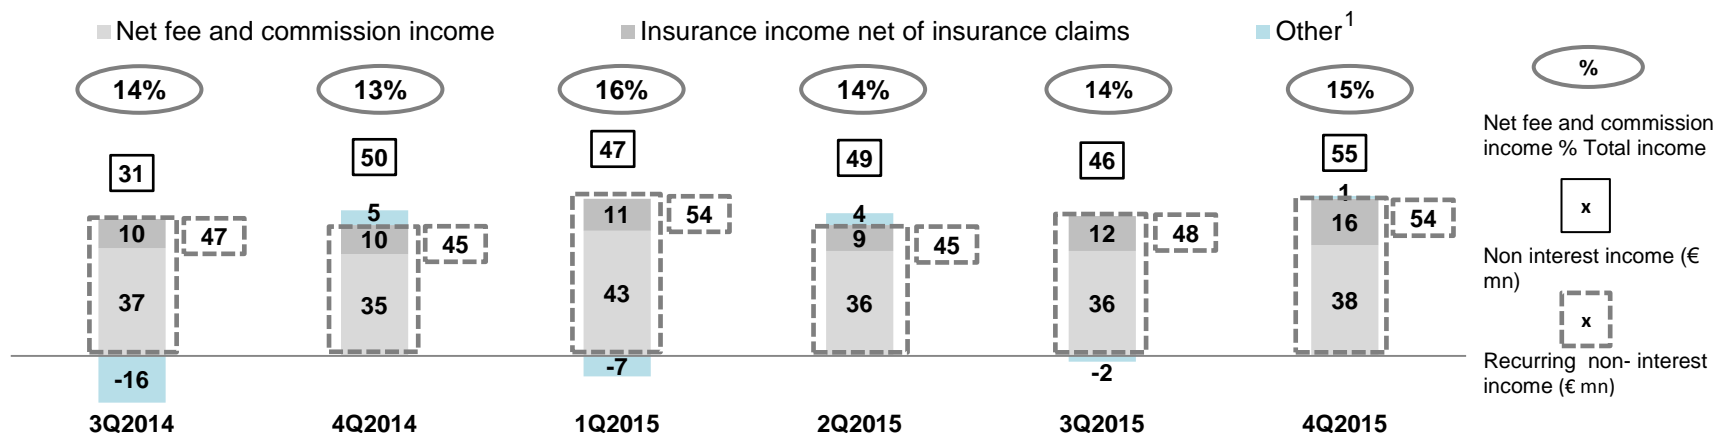 Net fee and commission income Insurance income net of insurance claims Other1
14% 13% 16% 14% 14% 15% %
Net fee and commission
income % Total income
31 50 47 49 46 55
x
5 4 1
10 47 10 45 11 54 9 45 12 48 16 54
Non interest income (€
mn)
37 35 43 36 36 38
x
-16 -7 -2
Recurring non- interest
income (€ mn)
3Q2014 4Q2014 1Q2015 2Q2015 3Q2015 4Q2015